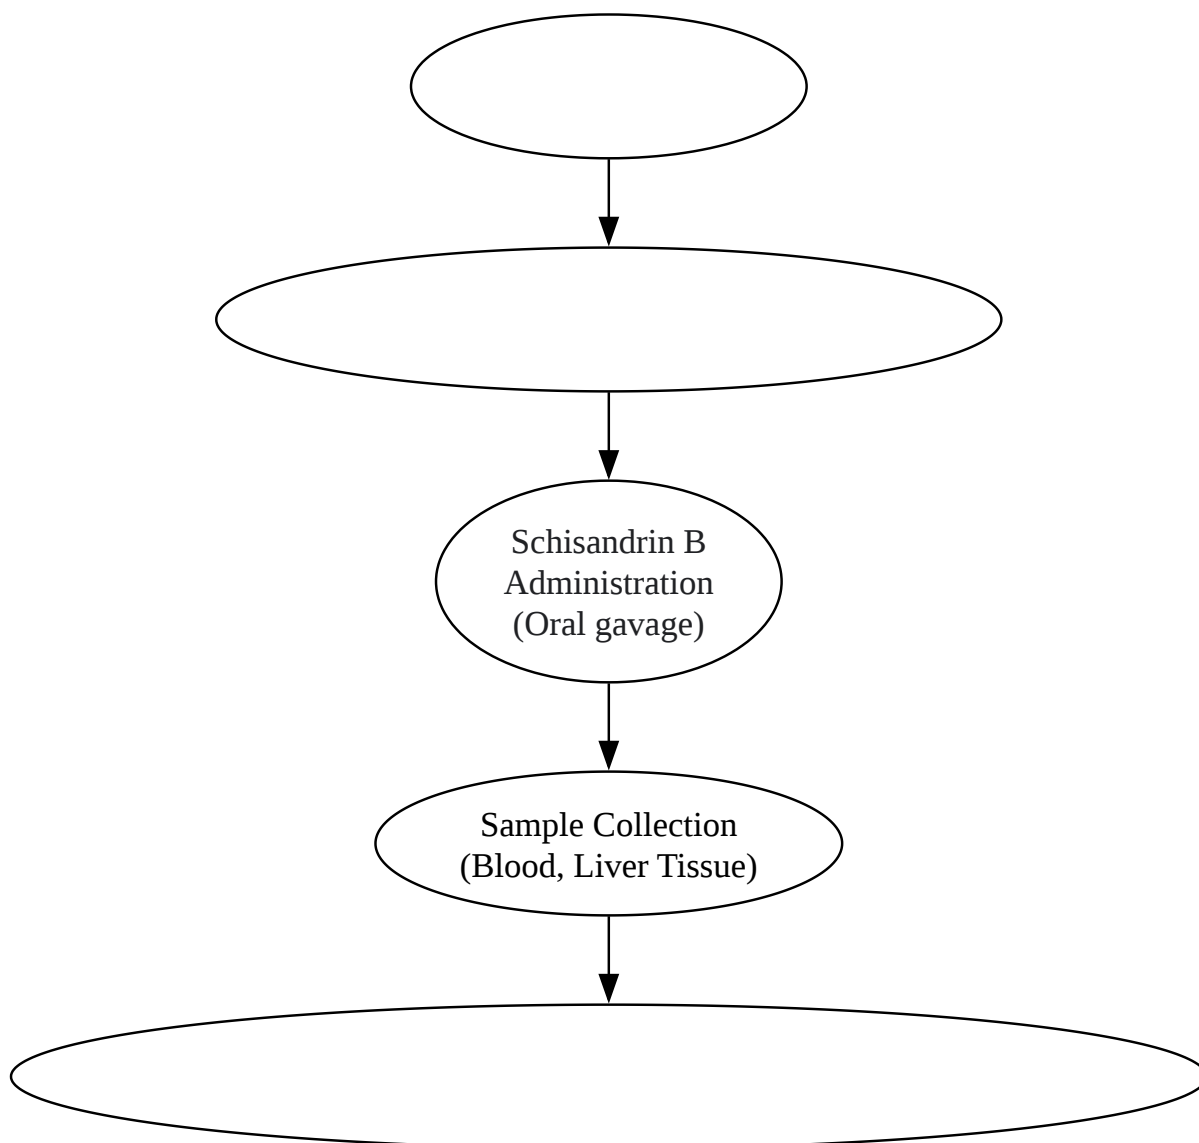 Schisandrin B
Administration
(Oral gavage)
Sample Collection
(Blood, Liver Tissue)